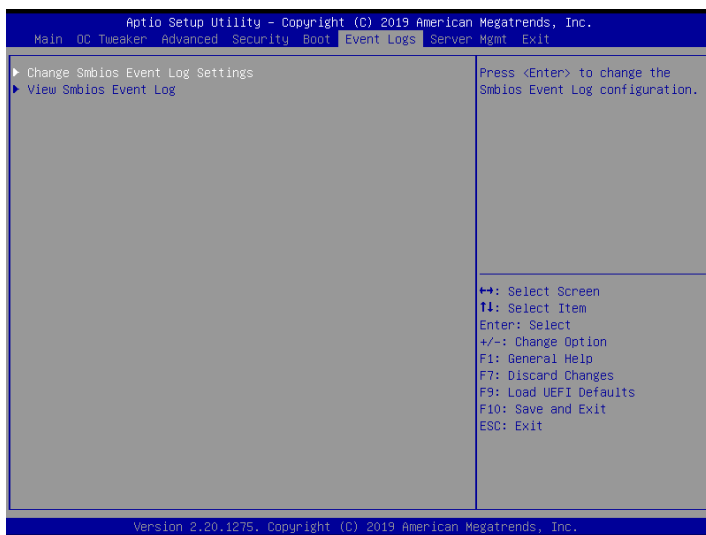 Aptio Setup Utility – Copyright (C) 2019 American Megatrends, Inc.
Main OC Tweaker Advanced Security Boot Event Logs Server Mgmt Exit
▶ Change Smbios Event Log Settings
▶ View Smbios Event Log
Press <Enter> to change the
Smbios Event Log configuration.
↔: Select Screen
↑↓: Select Item
Enter: Select
+/-: Change Option
F1: General Help
F7: Discard Changes
F9: Load UEFI Defaults
F10: Save and Exit
ESC: Exit
Version 2.20.1275. Copyright (C) 2019 American Megatrends, Inc.